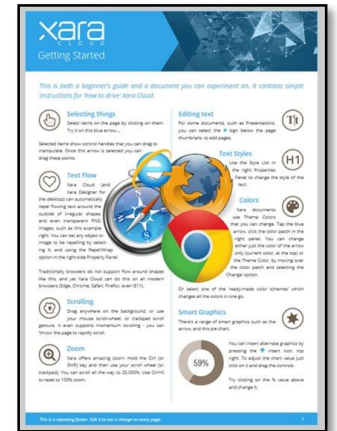 xara
CLOUD
Getting Started
This is both a beginner's guide and a document you can experiment on. It contains simple
instructions for 'how to drive' Xara Cloud.
Selecting things
Select items on the page by clicking on them.
Try it on this blue arrow....
Selected items show control handles that you can drag to
manipulate. Once this arrow is selected you can
drag these points.
Text Flow
Xara Cloud (and
Xara Designer for
the desktop) can automatically
repel flowing text around the
outside of irregular shapes
and even transparent PNG
images, such as this example
right. You can set any object or
image to be repelling by select-
ing it, and using the Repel/Wrap
option in the right-side Property Panel.
Traditionally browsers do not support flow around shapes
like this, and yet Xara Cloud can do this on all modern
browsers (Edge, Chrome, Safari, Firefox, even IE11).
Scrolling
Drag anywhere on the background, or use
your mouse scroll-wheel, or trackpad scroll
gesture. It even supports momentum scrolling - you can
'throw' the page to rapidly scroll.
Zoom
Xara offers amazing zoom. Hold the Ctrl (or
Shift) key and then use your scroll wheel (or
trackpad). You can scroll all the way to 25,000%. Use Ctrl+0
to reset to 100% zoom.
Editing text
For some documents, such as Presentations,
you can select the + sign below the page
thumbnails, to add pages.
Tt
Text Styles
Use the Style List in
the right Properties
Panel to change the style of the
text.
H1
Colors
Xara documents
use Theme Colors
that you can change. Tap the blue
arrow, click the color patch in the
right panel. You can change
either just the color of the arrow
only (current color, at the top) or
the Theme Color, by moving over
the color patch and selecting the
Change option.
Or select one of the 'ready-made color schemes' which
changes all the colors in one go.
Smart Graphics
There's a range of smart graphics such as the
arrow, and this pie chart.
59%
You can insert alternate graphics by
pressing the + Insert icon, top
right. To adjust the chart value just
click on it and drag the controls.
Try clicking on the % value above
and change it.
This is a repeating footer. Edit it to see it change on every page.
1